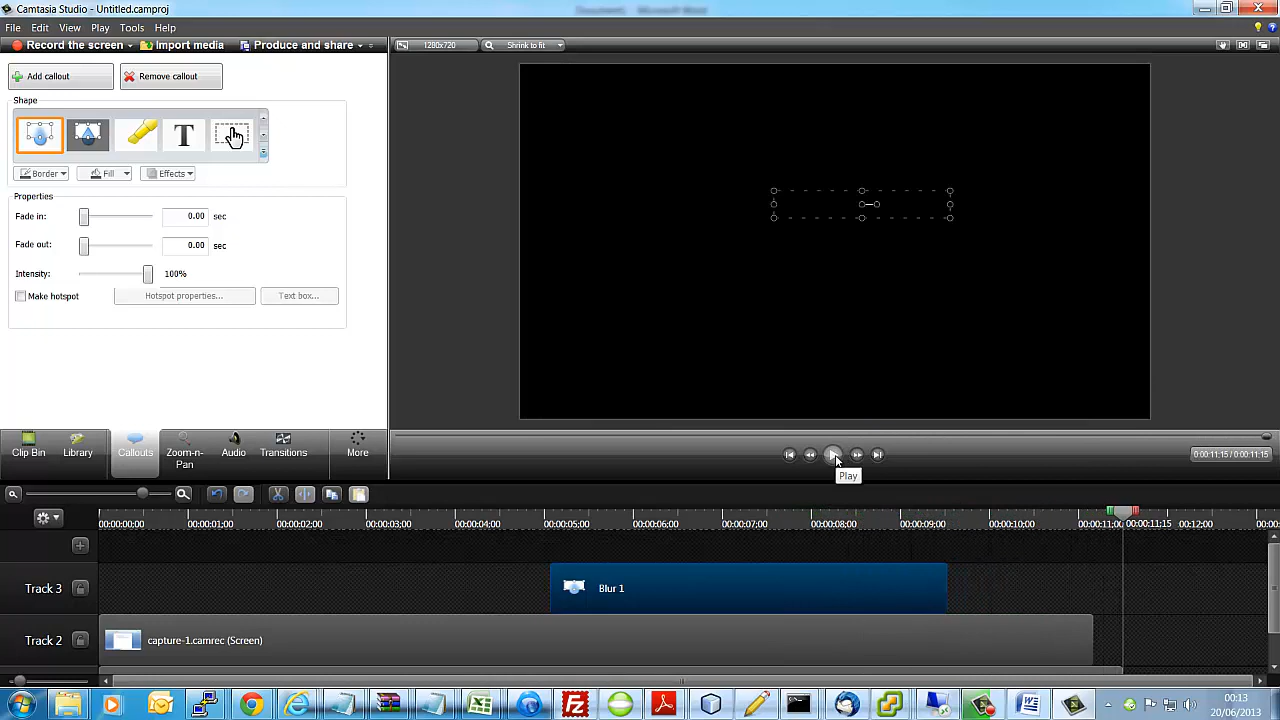 Camtasia Studio - Untitled.camproj
Document1 - Microsoft Word
File Edit View Play Tools Help
Record the screen Import media Produce and share
1280x720 Shrink to fit
Add callout Remove callout
Shape
T
Border Fill Effects
Properties
Fade in: 0.00 sec
Fade out: 0.00 sec
Intensity: 100%
Make hotspot Hotspot properties... Text box...
Clip Bin Library Callouts Zoom-n-Pan Audio Transitions More
0:00:11:15 / 0:00:11:15
Play
00:00:00:00 00:00:01:00 00:00:02:00 00:00:03:00 00:00:04:00 00:00:05:00 00:00:06:00 00:00:07:00 00:00:08:00 00:00:09:00 00:00:10:00 00:00:11:00 00:00:11:15 00:12:00
Track 3 Blur 1
Track 2 capture-1.camrec (Screen)
00:13
20/06/2013